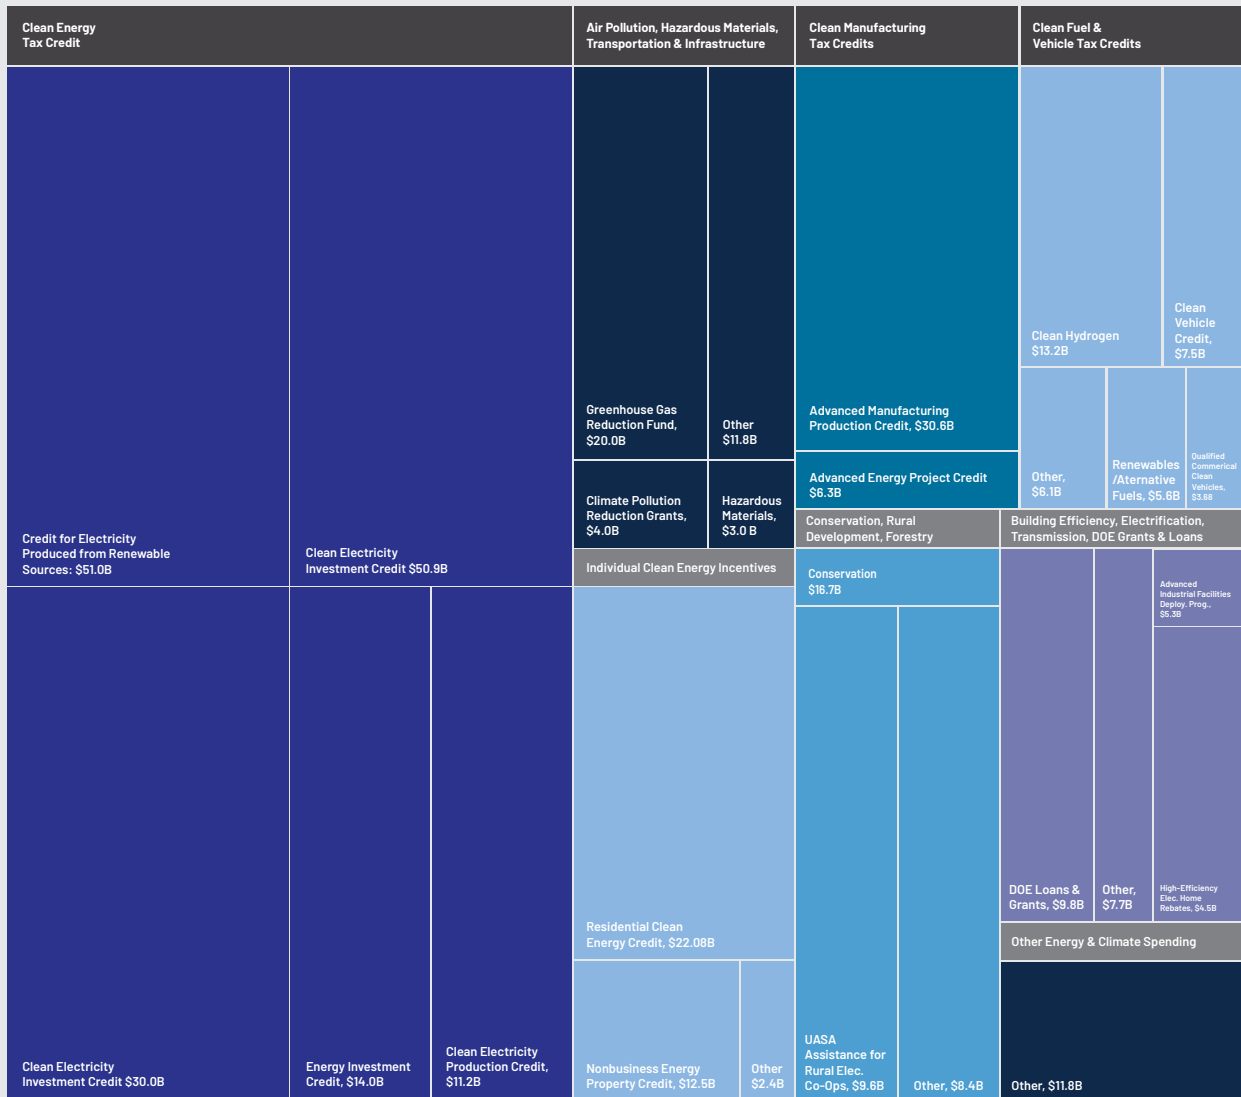 Clean Energy
Tax Credit
Air Pollution, Hazardous Materials,
Transportation & Infrastructure
Clean Manufacturing
Tax Credits
Clean Fuel &
Vehicle Tax Credits
Credit for Electricity
Produced from Renewable
Sources: $51.0B
Clean Electricity
Investment Credit $50.9B
Clean Electricity
Investment Credit $30.0B
Energy Investment
Credit, $14.0B
Clean Electricity
Production Credit,
$11.2B
Greenhouse Gas
Reduction Fund,
$20.0B
Other
$11.8B
Climate Pollution
Reduction Grants,
$4.0B
Hazardous
Materials,
$3.0 B
Individual Clean Energy Incentives
Residential Clean
Energy Credit, $22.08B
Nonbusiness Energy
Property Credit, $12.5B
Other
$2.4B
Advanced Manufacturing
Production Credit, $30.6B
Advanced Energy Project Credit
$6.3B
Conservation, Rural
Development, Forestry
Conservation
$16.7B
UASA
Assistance for
Rural Elec.
Co-Ops, $9.6B
Other, $8.4B
Clean Hydrogen
$13.2B
Clean
Vehicle
Credit,
$7.5B
Other,
$6.1B
Renewables
/Aternative
Fuels, $5.6B
Qualified
Commerical
Clean
Vehicles,
$3.6B
Building Efficiency, Electrification,
Transmission, DOE Grants & Loans
DOE Loans &
Grants, $9.8B
Other,
$7.7B
Advanced
Industrial Facilities
Deploy. Prog.,
$5.3B
High-Efficiency
Elec. Home
Rebates, $4.5B
Other Energy & Climate Spending
Other, $11.8B